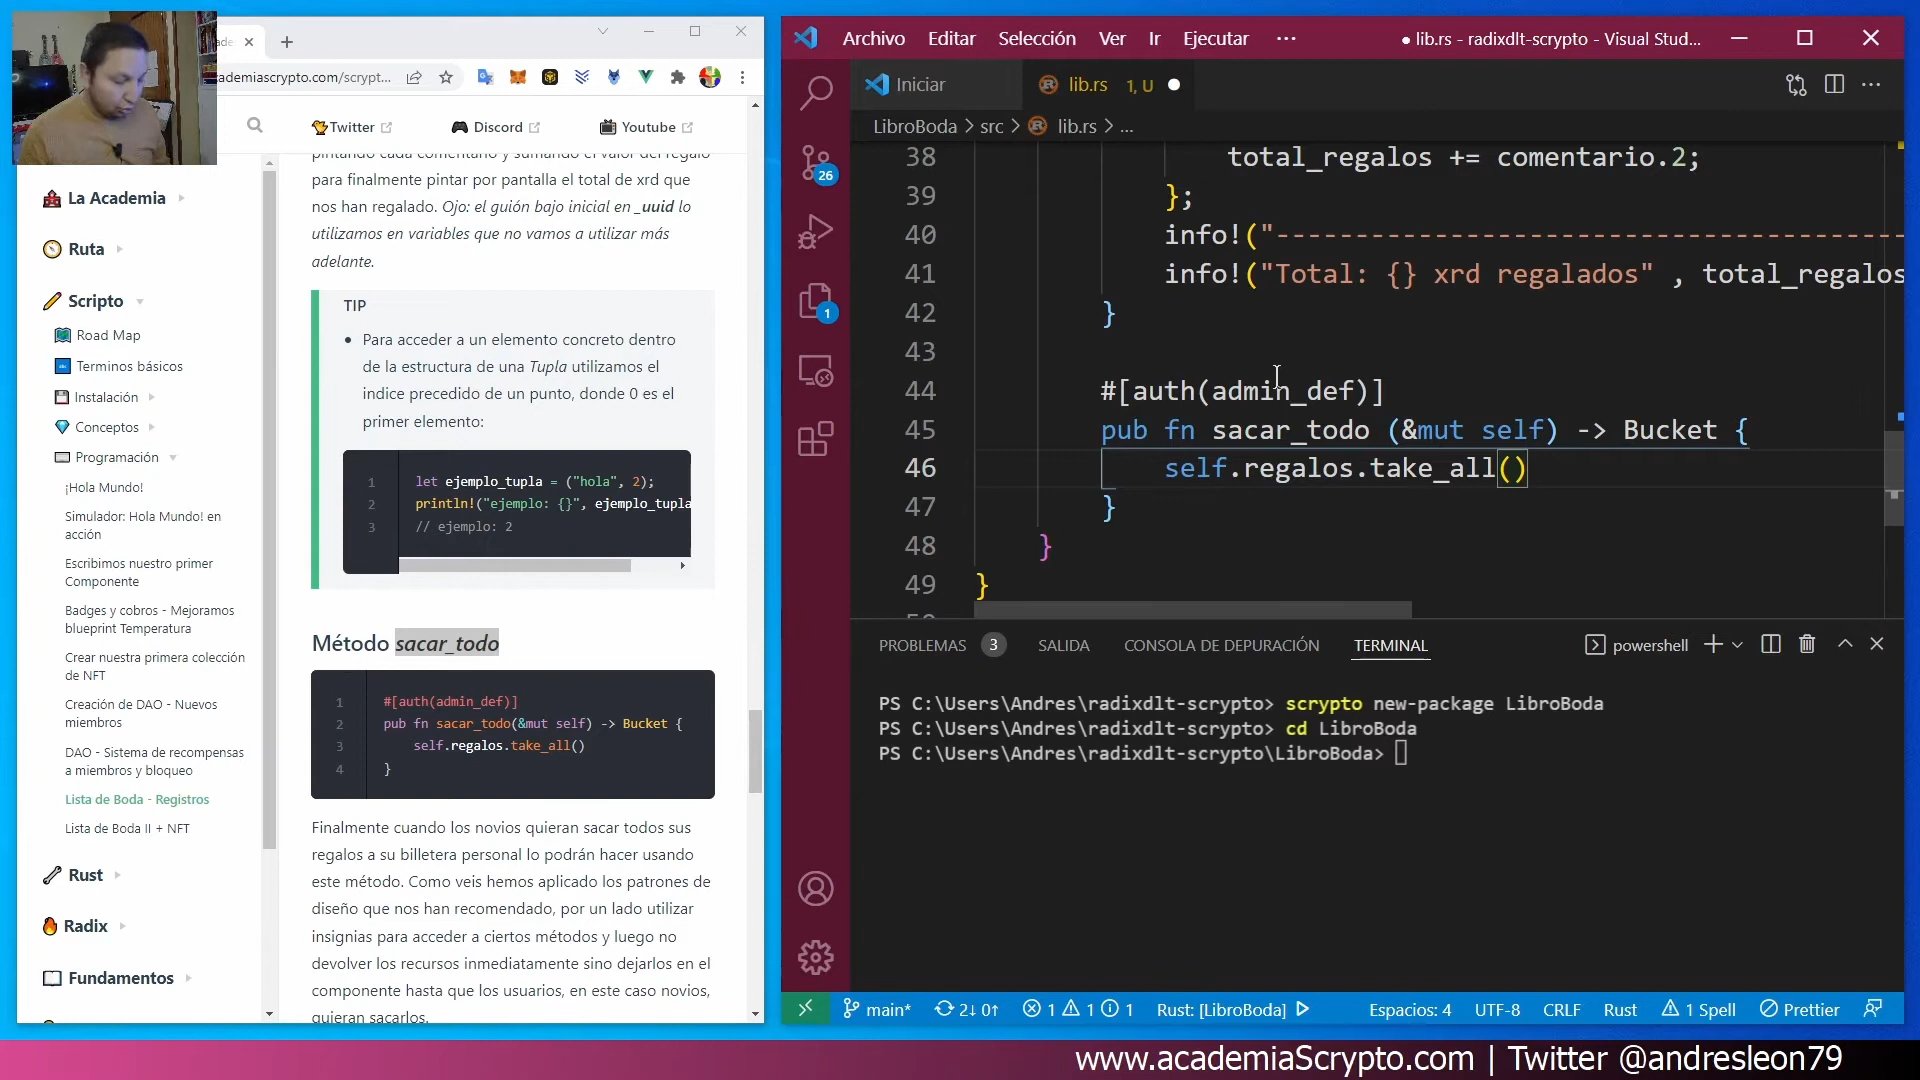 ade
ademiascrypto.com/scrypt...
Twitter
Discord
Youtube
La Academia
Ruta
Scripto
Road Map
Terminos básicos
Instalación
Conceptos
Programación
¡Hola Mundo!
Simulador: Hola Mundo! en
acción
Escribimos nuestro primer
Componente
Badges y cobros - Mejoramos
blueprint Temperatura
Crear nuestra primera colección
de NFT
Creación de DAO - Nuevos
miembros
DAO - Sistema de recompensas
a miembros y bloqueo
Lista de Boda - Registros
Lista de Boda II + NFT
Rust
Radix
Fundamentos
pintando cada comentario y sumando el valor del regalo
para finalmente pintar por pantalla el total de xrd que
nos han regalado. Ojo: el guión bajo inicial en _uuid lo
utilizamos en variables que no vamos a utilizar más
adelante.
TIP
• Para acceder a un elemento concreto dentro
de la estructura de una Tupla utilizamos el
indice precedido de un punto, donde 0 es el
primer elemento:
1 let ejemplo_tupla = ("hola", 2);
2 println!("ejemplo: {}", ejemplo_tupla
3 // ejemplo: 2
Método sacar_todo
1 #[auth(admin_def)]
2 pub fn sacar_todo(&mut self) -> Bucket {
3 self.regalos.take_all()
4 }
Finalmente cuando los novios quieran sacar todos sus
regalos a su billetera personal lo podrán hacer usando
este método. Como veis hemos aplicado los patrones de
diseño que nos han recomendado, por un lado utilizar
insignias para acceder a ciertos métodos y luego no
devolver los recursos inmediatamente sino dejarlos en el
componente hasta que los usuarios, en este caso novios,
quieran sacarlos.
Archivo Editar Selección Ver Ir Ejecutar ··· ● lib.rs - radixdlt-scrypto - Visual Stud...
26
1
Iniciar
lib.rs 1, U
LibroBoda > src > lib.rs > ...
38 total_regalos += comentario.2;
39 };
40 info!("----------------------------------------
41 info!("Total: {} xrd regalados" , total_regalos
42 }
43
44 #[auth(admin_def)]
45 pub fn sacar_todo (&mut self) -> Bucket {
46 self.regalos.take_all()
47 }
48 }
49 }
PROBLEMAS 3 SALIDA CONSOLA DE DEPURACIÓN TERMINAL powershell
PS C:\Users\Andres\radixdlt-scrypto> scrypto new-package LibroBoda
PS C:\Users\Andres\radixdlt-scrypto> cd LibroBoda
PS C:\Users\Andres\radixdlt-scrypto\LibroBoda>
main* 2↓ 0↑ 1 1 1 Rust: [LibroBoda] Espacios: 4 UTF-8 CRLF Rust 1 Spell Prettier
www.academiaScrypto.com | Twitter @andresleon79